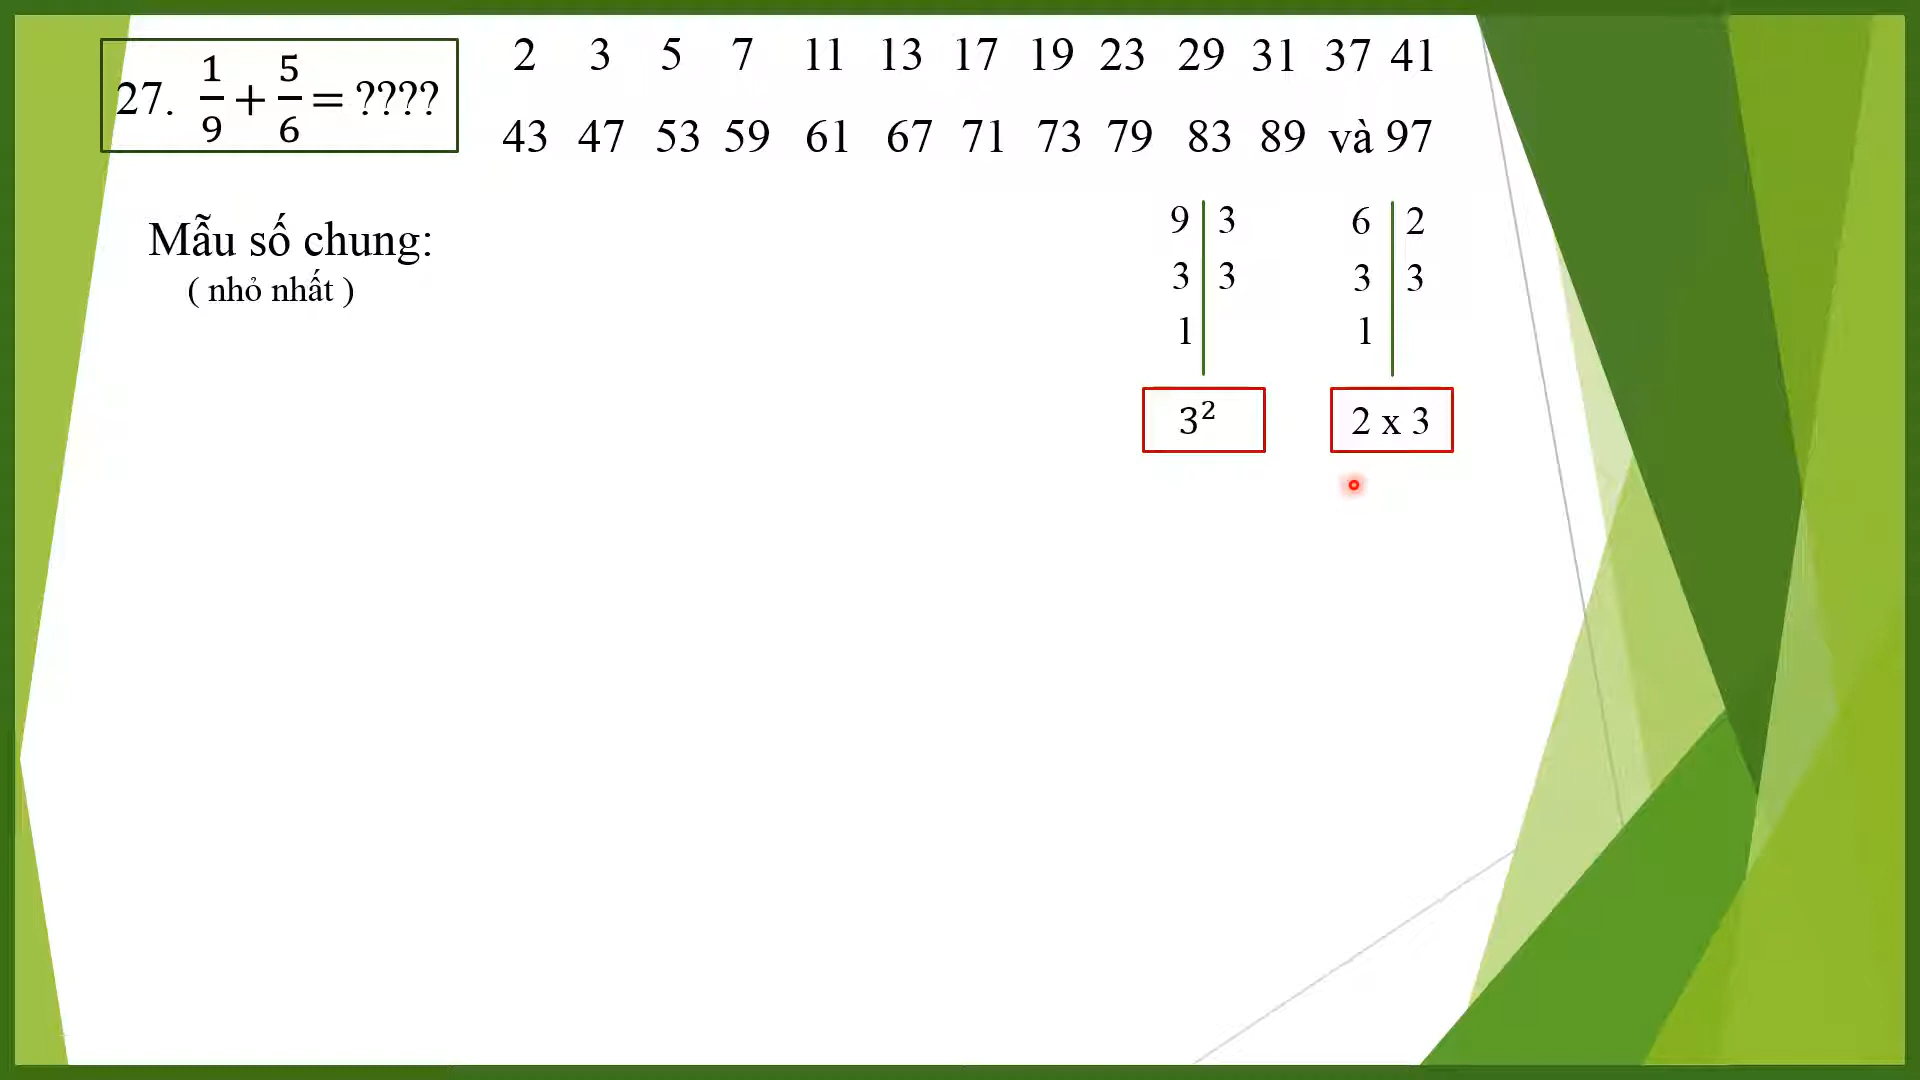 27. 1/9 + 5/6 = ????
2 3 5 7 11 13 17 19 23 29 31 37 41
43 47 53 59 61 67 71 73 79 83 89 và 97
Mẫu số chung:
( nhỏ nhất )
9 3
3 3
1
3²
6 2
3 3
1
2 x 3